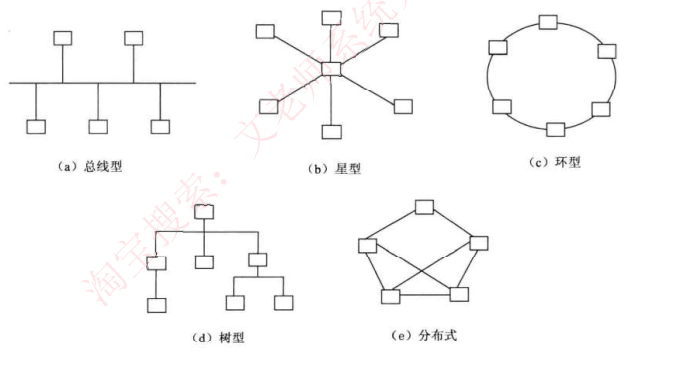 (a) 总线型
(b) 星型
(c) 环型
(d) 树型
(e) 分布式
淘宝搜索：文老师系统